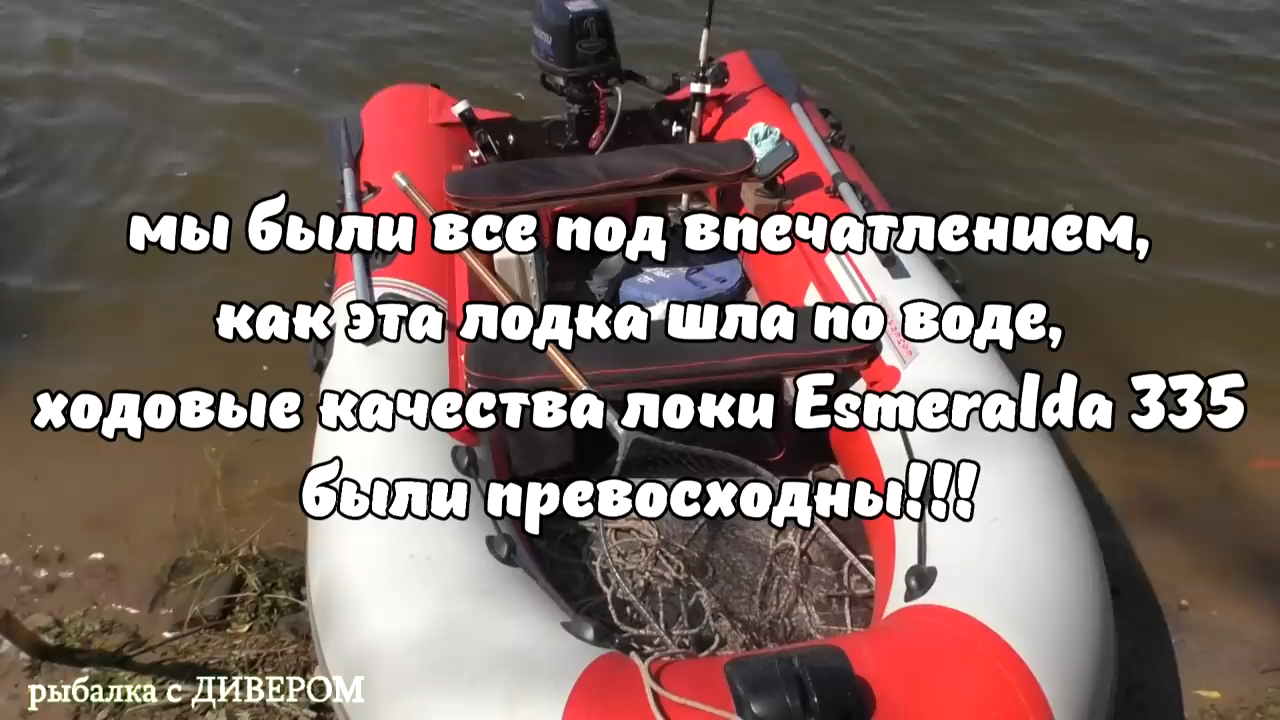 мы были все под впечатлением,
как эта лодка шла по воде,
ходовые качества локи Esmeralda 335
были превосходны!!!
рыбалка с ДИВЕРОМ